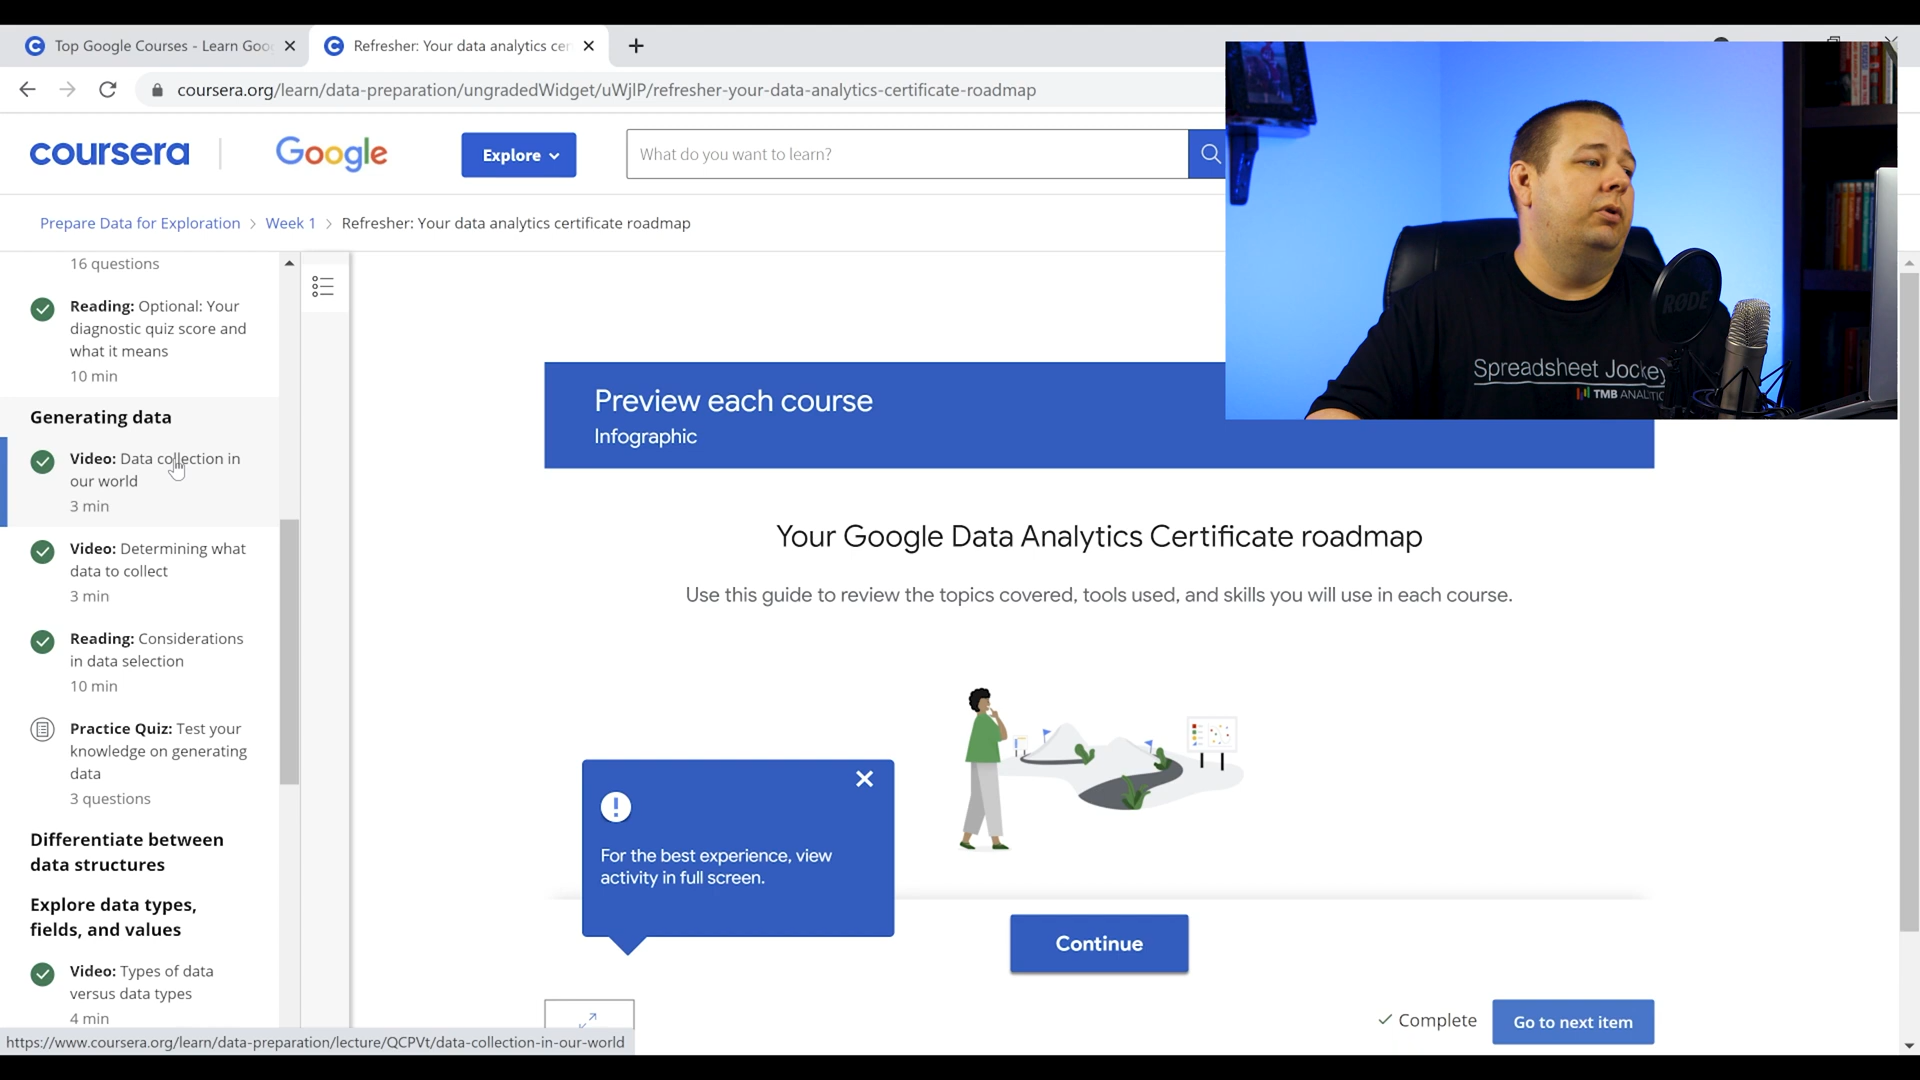 Top Google Courses - Learn Goo
Refresher: Your data analytics cer
coursera.org/learn/data-preparation/ungradedWidget/uWjlP/refresher-your-data-analytics-certificate-roadmap
coursera
Google
Explore
What do you want to learn?
Prepare Data for Exploration > Week 1 > Refresher: Your data analytics certificate roadmap
16 questions
Reading: Optional: Your
diagnostic quiz score and
what it means
10 min
Generating data
Video: Data collection in
our world
3 min
Video: Determining what
data to collect
3 min
Reading: Considerations
in data selection
10 min
Practice Quiz: Test your
knowledge on generating
data
3 questions
Differentiate between
data structures
Explore data types,
fields, and values
Video: Types of data
versus data types
4 min
https://www.coursera.org/learn/data-preparation/lecture/QCPVt/data-collection-in-our-world
Preview each course
Infographic
Your Google Data Analytics Certificate roadmap
Use this guide to review the topics covered, tools used, and skills you will use in each course.
For the best experience, view
activity in full screen.
Continue
Complete
Go to next item
RØDE
Spreadsheet Jockey
TMB ANALYTIC